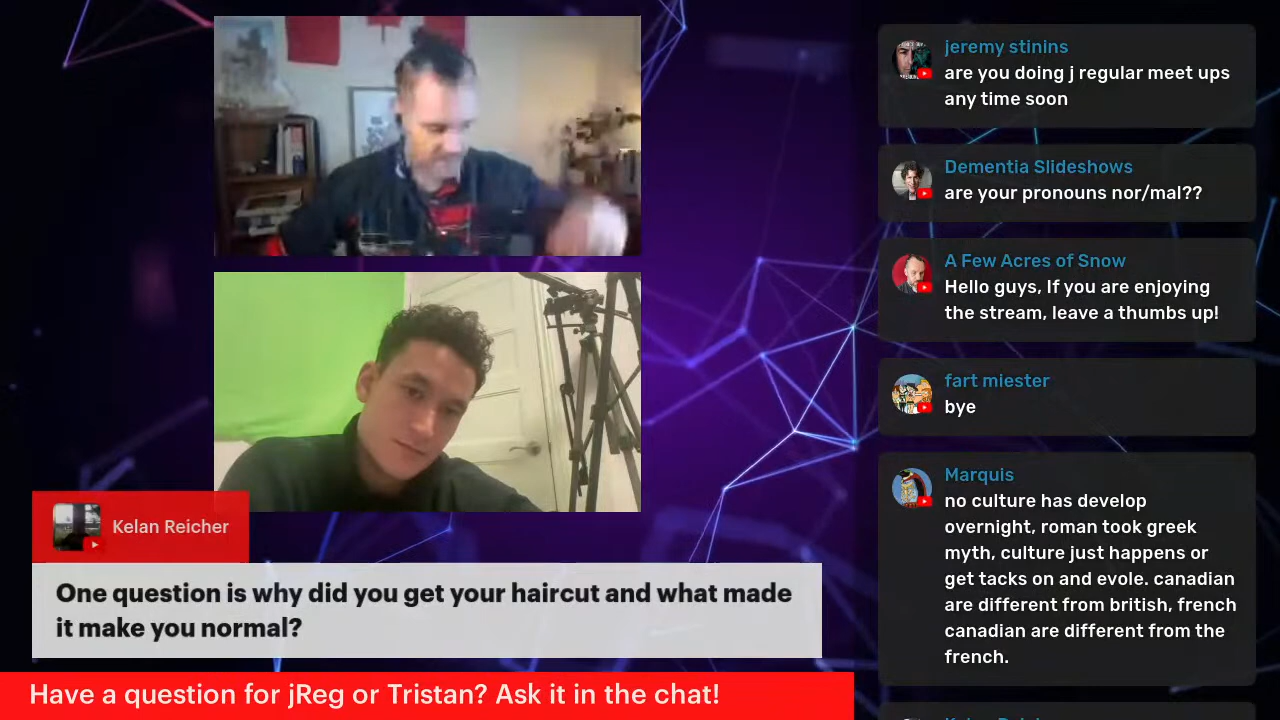 Kelan Reicher
One question is why did you get your haircut and what made
it make you normal?
Have a question for jReg or Tristan? Ask it in the chat!
jeremy stinins
are you doing j regular meet ups
any time soon
Dementia Slideshows
are your pronouns nor/mal??
A Few Acres of Snow
Hello guys, If you are enjoying
the stream, leave a thumbs up!
fart miester
bye
Marquis
no culture has develop
overnight, roman took greek
myth, culture just happens or
get tacks on and evole. canadian
are different from british, french
canadian are different from the
french.